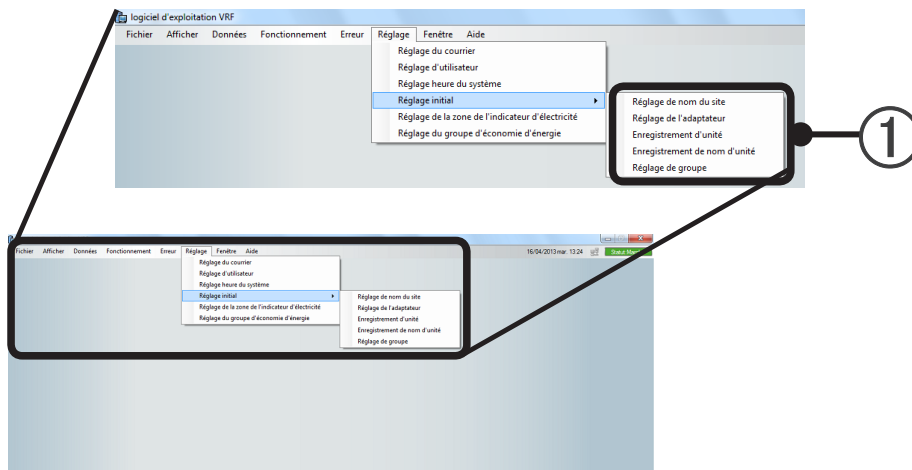 logiciel d'exploitation VRF
Fichier Afficher Données Fonctionnement Erreur Réglage Fenêtre Aide
Réglage du courrier
Réglage d'utilisateur
Réglage heure du système
Réglage initial
Réglage de la zone de l'indicateur d'électricité
Réglage du groupe d'économie d'énergie
Réglage de nom du site
Réglage de l'adaptateur
Enregistrement d'unité
Enregistrement de nom d'unité
Réglage de groupe
1
Fichier Afficher Données Fonctionnement Erreur Réglage Fenêtre Aide
16/04/2013 mar. 13:24
Statut
Réglage du courrier
Réglage d'utilisateur
Réglage heure du système
Réglage initial
Réglage de la zone de l'indicateur d'électricité
Réglage du groupe d'économie d'énergie
Réglage de nom du site
Réglage de l'adaptateur
Enregistrement d'unité
Enregistrement de nom d'unité
Réglage de groupe